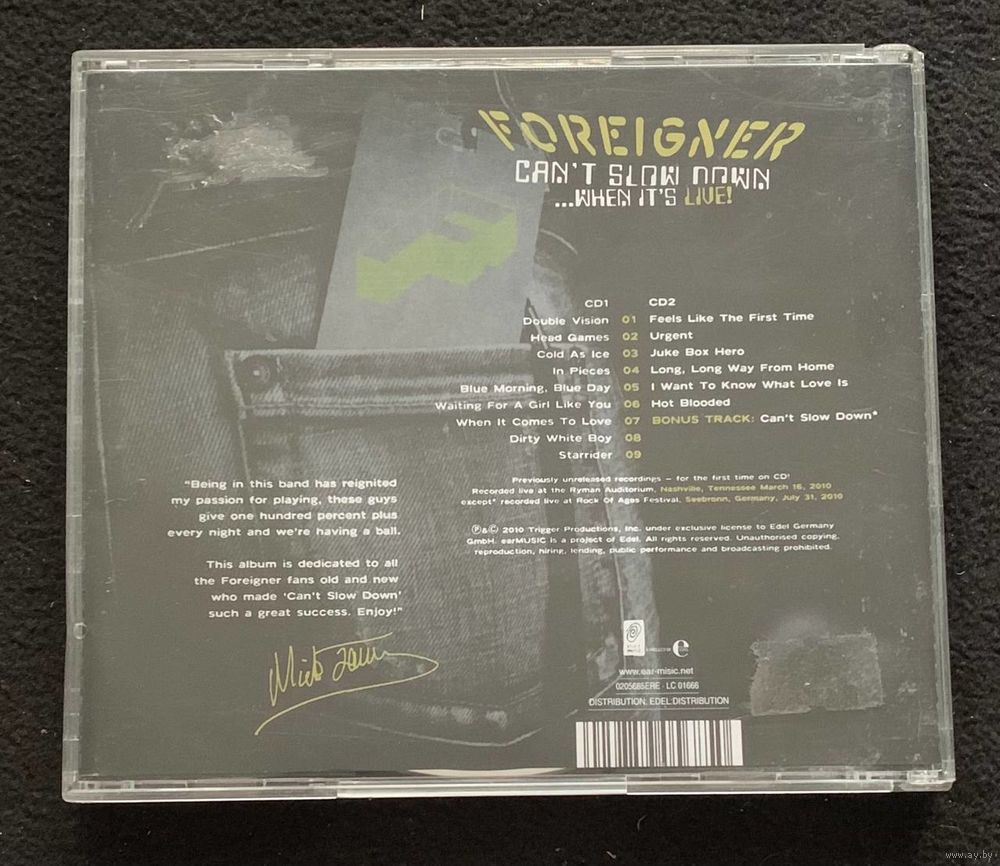 FOREIGNER
CAN'T SLOW DOWN
...WHEN IT'S LIVE!
CD1 CD2
Double Vision 01 Feels Like The First Time
Head Games 02 Urgent
Cold As Ice 03 Juke Box Hero
In Pieces 04 Long, Long Way From Home
Blue Morning, Blue Day 05 I Want To Know What Love Is
Waiting For A Girl Like You 06 Hot Blooded
When It Comes To Love 07 BONUS TRACK: Can't Slow Down*
Dirty White Boy 08
Starrider 09
Previously unreleased recordings – for the first time on CD!
Recorded live at the Ryman Auditorium, Nashville, Tennessee March 16, 2010
except* recorded live at Rock Of Ages Festival, Seebronn, Germany, July 31, 2010
℗&© 2010 Trigger Productions, Inc. under exclusive license to Edel Germany
GmbH. earMUSIC is a project of Edel. All rights reserved. Unauthorised copying,
reproduction, hiring, lending, public performance and broadcasting prohibited.
"Being in this band has reignited
my passion for playing, these guys
give one hundred percent plus
every night and we're having a ball.
This album is dedicated to all
the Foreigner fans old and new
who made 'Can't Slow Down'
such a great success. Enjoy!"
Mick Jones
A PROJECT OF
www.ear-music.net
0205685ERE · LC 01666
DISTRIBUTION: EDEL:DISTRIBUTION
www.ay.by